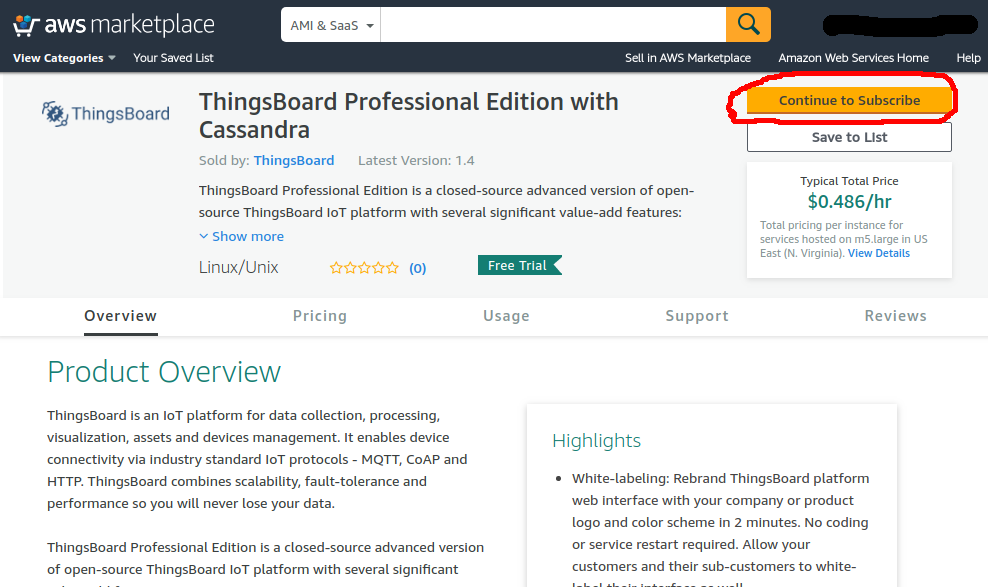 aws marketplace
AMI & SaaS
View Categories
Your Saved List
Sell in AWS Marketplace
Amazon Web Services Home
Help
ThingsBoard
ThingsBoard Professional Edition with
Cassandra
Sold by: ThingsBoard
Latest Version: 1.4
ThingsBoard Professional Edition is a closed-source advanced version of open-
source ThingsBoard IoT platform with several significant value-add features:
Show more
Linux/Unix
(0)
Free Trial
Continue to Subscribe
Save to List
Typical Total Price
$0.486/hr
Total pricing per instance for
services hosted on m5.large in US
East (N. Virginia). View Details
Overview
Pricing
Usage
Support
Reviews
Product Overview
ThingsBoard is an IoT platform for data collection, processing,
visualization, assets and devices management. It enables device
connectivity via industry standard IoT protocols - MQTT, CoAP and
HTTP. ThingsBoard combines scalability, fault-tolerance and
performance so you will never lose your data.
ThingsBoard Professional Edition is a closed-source advanced version
of open-source ThingsBoard IoT platform with several significant
Highlights
• White-labeling: Rebrand ThingsBoard platform
web interface with your company or product
logo and color scheme in 2 minutes. No coding
or service restart required. Allow your
customers and their sub-customers to white-
label their interface as well.